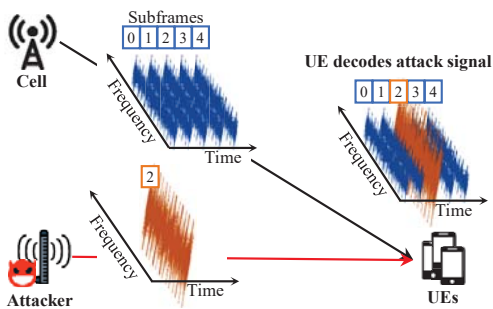 Subframes
0 1 2 3 4
Cell
Frequency
Time
UE decodes attack signal
0 1 2 3 4
Frequency
Time
2
Frequency
Time
Attacker
UEs